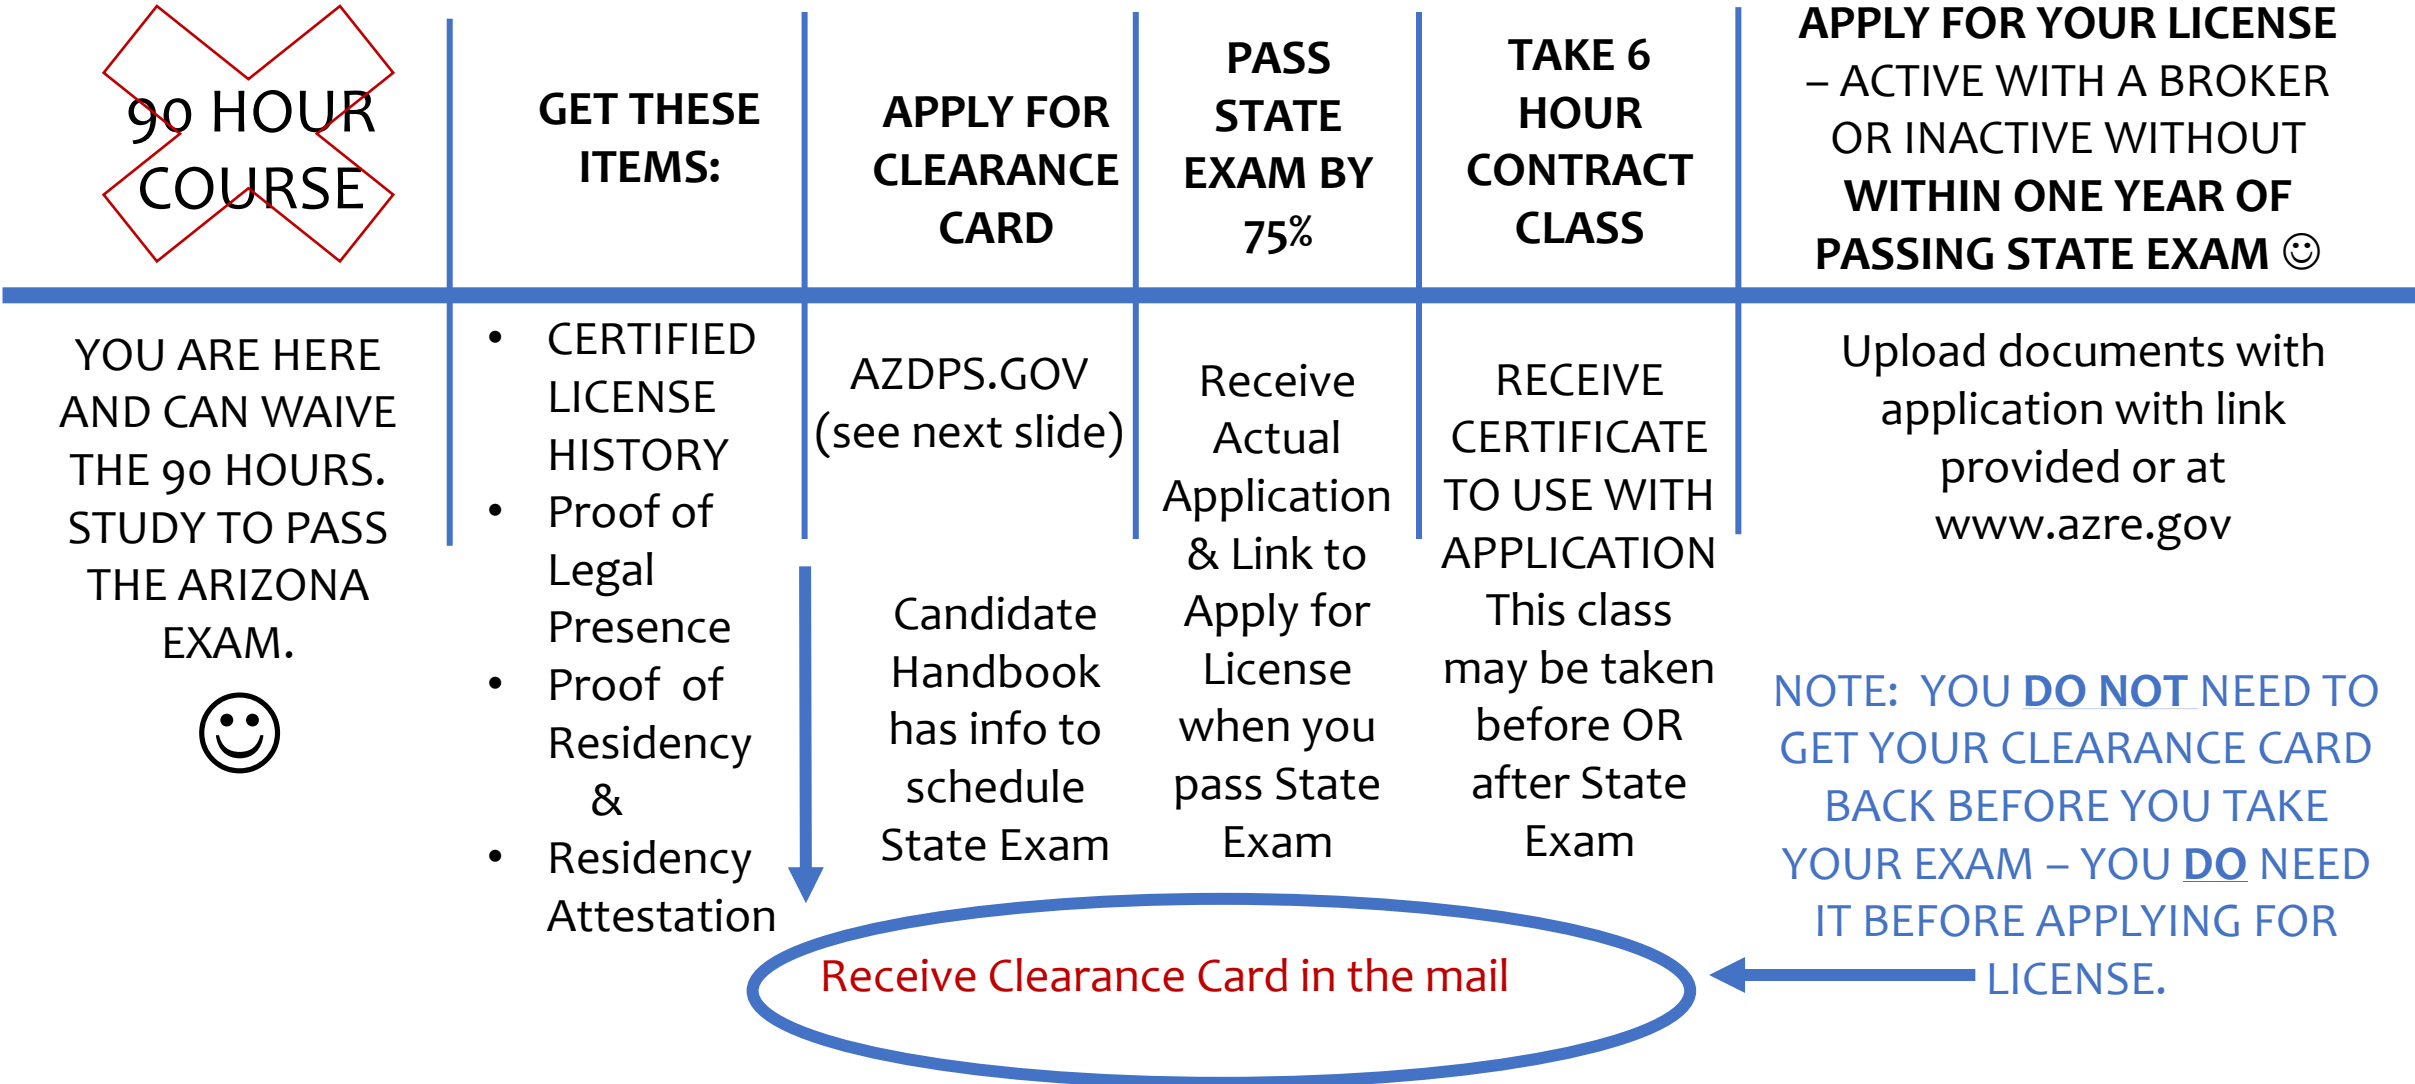 90 HOUR
COURSE
GET THESE
ITEMS:
APPLY FOR
CLEARANCE
CARD
PASS
STATE
EXAM BY
75%
TAKE 6
HOUR
CONTRACT
CLASS
APPLY FOR YOUR LICENSE
– ACTIVE WITH A BROKER
OR INACTIVE WITHOUT
WITHIN ONE YEAR OF
PASSING STATE EXAM ☺
YOU ARE HERE
AND CAN WAIVE
THE 90 HOURS.
STUDY TO PASS
THE ARIZONA
EXAM.
• CERTIFIED
LICENSE
HISTORY
• Proof of
Legal
Presence
• Proof of
Residency
&
• Residency
Attestation
AZDPS.GOV
(see next slide)
Candidate
Handbook
has info to
schedule
State Exam
Receive
Actual
Application
& Link to
Apply for
License
when you
pass State
Exam
RECEIVE
CERTIFICATE
TO USE WITH
APPLICATION
This class
may be taken
before OR
after State
Exam
Upload documents with
application with link
provided or at
www.azre.gov
NOTE: YOU DO NOT NEED TO
GET YOUR CLEARANCE CARD
BACK BEFORE YOU TAKE
YOUR EXAM – YOU DO NEED
IT BEFORE APPLYING FOR
LICENSE.
Receive Clearance Card in the mail